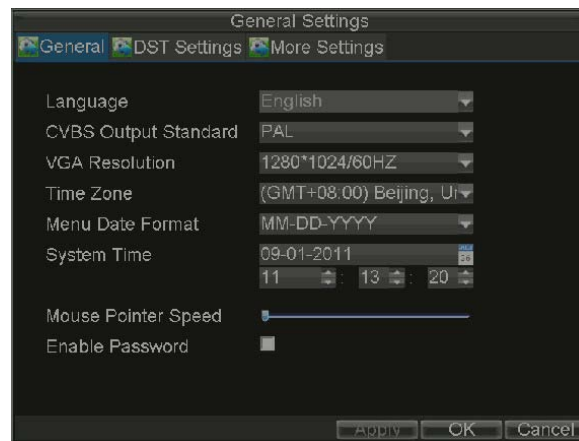 General Settings
General DST Settings More Settings
Language English
CVBS Output Standard PAL
VGA Resolution 1280*1024/60HZ
Time Zone (GMT+08:00) Beijing, Ur
Menu Date Format MM-DD-YYYY
System Time 09-01-2011
11 : 13 : 20
Mouse Pointer Speed
Enable Password
Apply OK Cancel